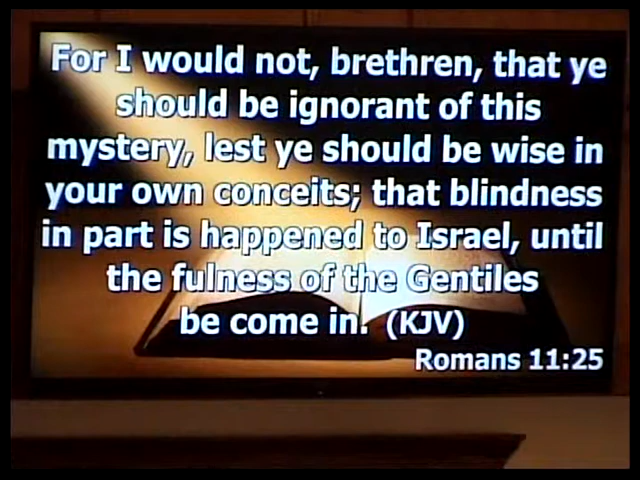 For I would not, brethren, that ye
should be ignorant of this
mystery, lest ye should be wise in
your own conceits; that blindness
in part is happened to Israel, until
the fulness of the Gentiles
be come in. (KJV)
Romans 11:25